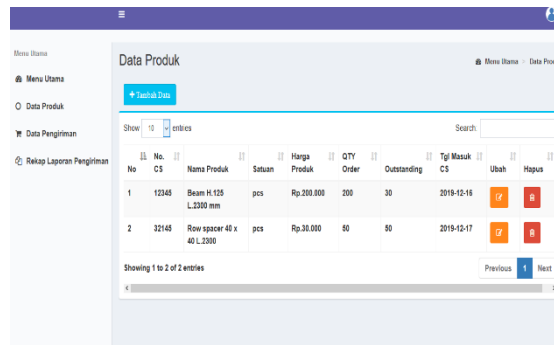 Menu Utama
Menu Utama
Data Produk
Data Pengiriman
Rekap Laporan Pengiriman
Data Produk
Menu Utama > Data Pro
+ Tambah Data
Show 10 entries
Search:
No No. CS Nama Produk Satuan Harga Produk QTY Order Outstanding Tgl Masuk CS Ubah Hapus
1 12345 Beam H.125 L.2300 mm pcs Rp.200.000 200 30 2019-12-16
2 32145 Row spacer 40 x 40 L.2300 pcs Rp.30.000 50 50 2019-12-17
Showing 1 to 2 of 2 entries
Previous 1 Next